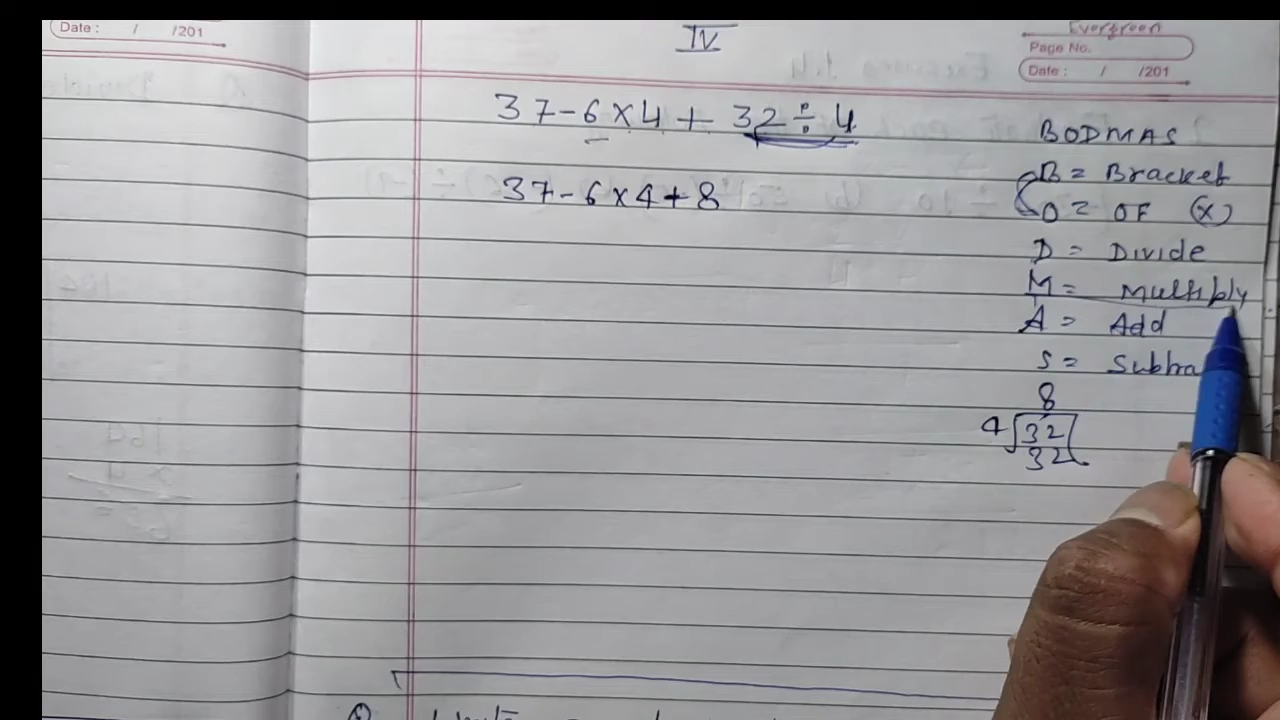 Date : / /201
IV
Evergreen
Page No.
Date : / /201
37-6×4+ 32÷4
37-6×4+8
BODMAS
B = Bracket
O = OF (×)
D = Divide
M = Multiply
A = Add
S = Subtra
8
4 32
32